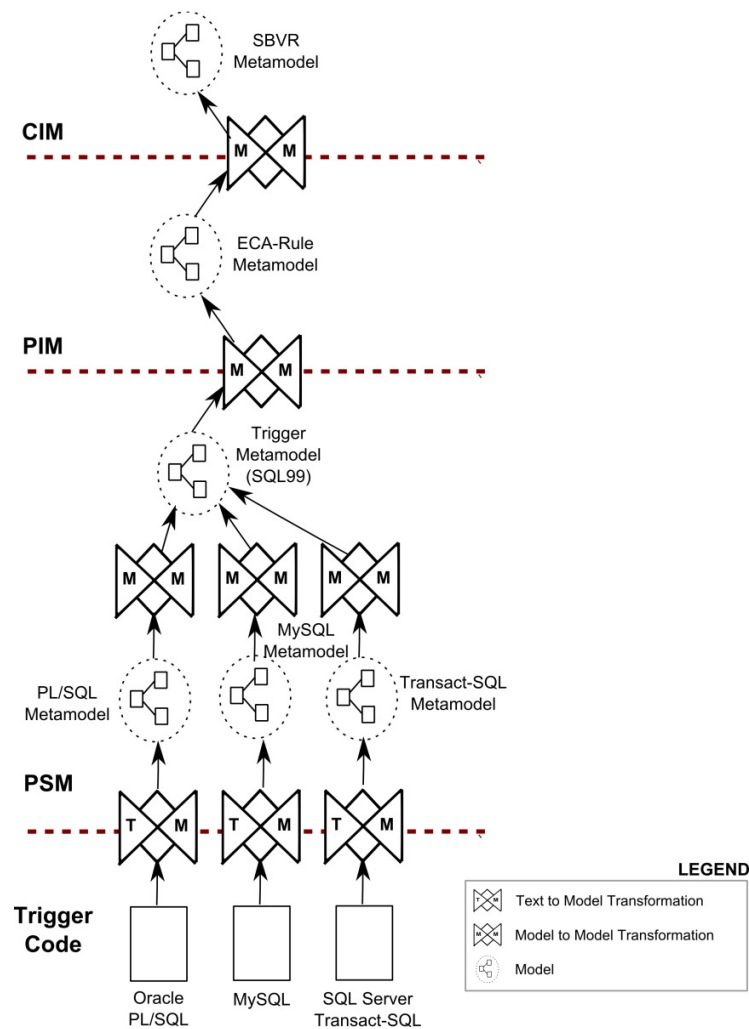 SBVR
Metamodel
CIM
M M
ECA-Rule
Metamodel
PIM
M M
Trigger
Metamodel
(SQL99)
M M
M M
M M
MySQL
Metamodel
PL/SQL
Metamodel
Transact-SQL
Metamodel
PSM
T M
T M
T M
Trigger
Code
Oracle
PL/SQL
MySQL
SQL Server
Transact-SQL
LEGEND
T M Text to Model Transformation
M M Model to Model Transformation
Model